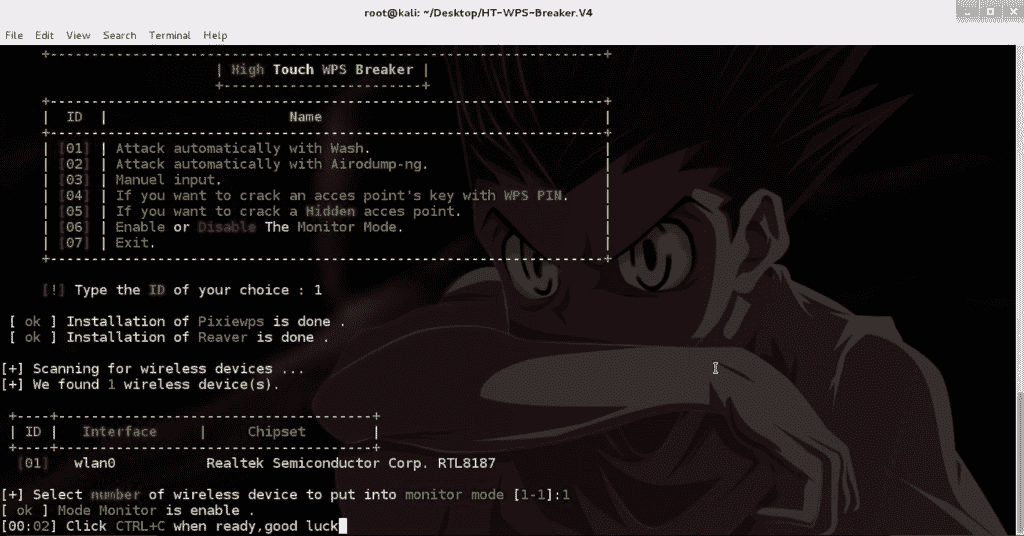 root@kali: ~/Desktop/HT-WPS-Breaker.V4
File Edit View Search Terminal Help
| High Touch WPS Breaker |
| ID | Name |
| [01] | Attack automatically with Wash. |
| [02] | Attack automatically with Airodump-ng. |
| [03] | Manuel input. |
| [04] | If you want to crack an acces point's key with WPS PIN. |
| [05] | If you want to crack a Hidden acces point. |
| [06] | Enable or Disable The Monitor Mode. |
| [07] | Exit. |
[!] Type the ID of your choice : 1
[ ok ] Installation of Pixiewps is done .
[ ok ] Installation of Reaver is done .
[+] Scanning for wireless devices ...
[+] We found 1 wireless device(s).
| ID | Interface | Chipset |
[01] wlan0 Realtek Semiconductor Corp. RTL8187
[+] Select number of wireless device to put into monitor mode [1-1]:1
[ ok ] Mode Monitor is enable .
[00:02] Click CTRL+C when ready,good luck